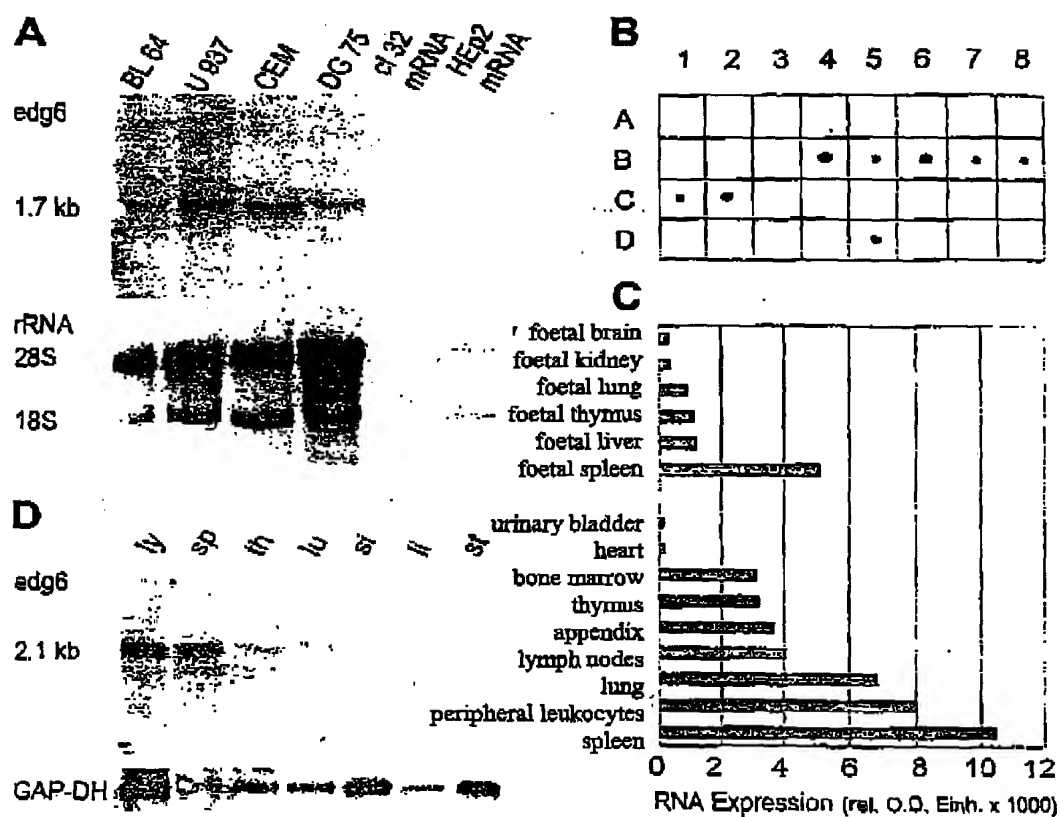 A
BL 64 U 937 CEM DG 75 cl 32 mRNA HEp2 mRNA
edg6
1.7 kb
rRNA
28S
18S
B
1 2 3 4 5 6 7 8
A
B
C
D
C
foetal brain
foetal kidney
foetal lung
foetal thymus
foetal liver
foetal spleen
urinary bladder
heart
bone marrow
thymus
appendix
lymph nodes
lung
peripheral leukocytes
spleen
0 2 4 6 8 10 12
RNA Expression (rel. O.D. Einh. x 1000)
D
ly sp th lu si li st
edg6
2.1 kb
GAP-DH